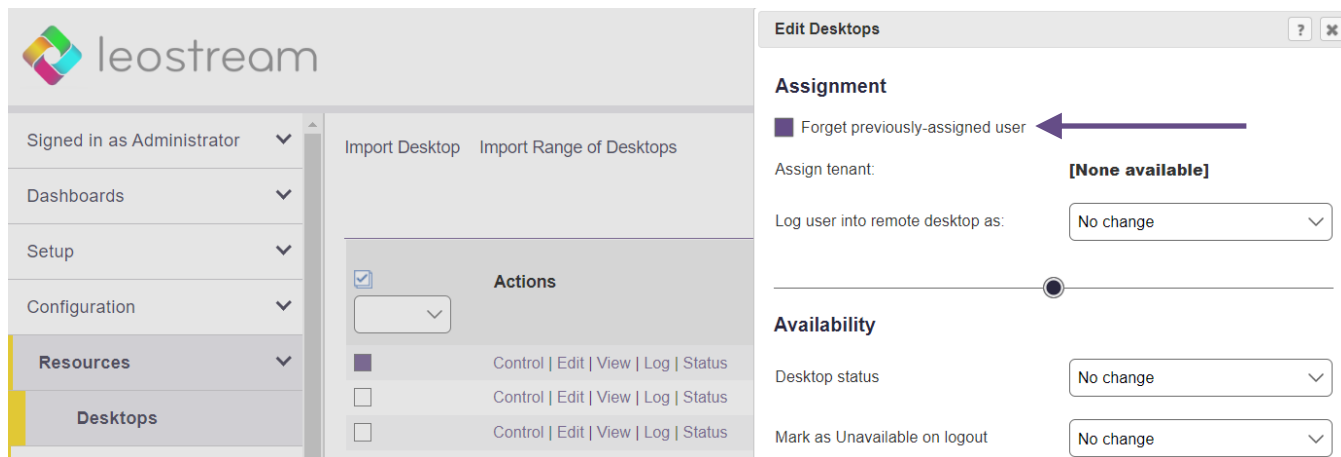 leostream
Signed in as Administrator
Dashboards
Setup
Configuration
Resources
Desktops
Import Desktop Import Range of Desktops
Actions
Control | Edit | View | Log | Status
Control | Edit | View | Log | Status
Control | Edit | View | Log | Status
Edit Desktops
?
Assignment
Forget previously-assigned user
Assign tenant: [None available]
Log user into remote desktop as: No change
Availability
Desktop status No change
Mark as Unavailable on logout No change